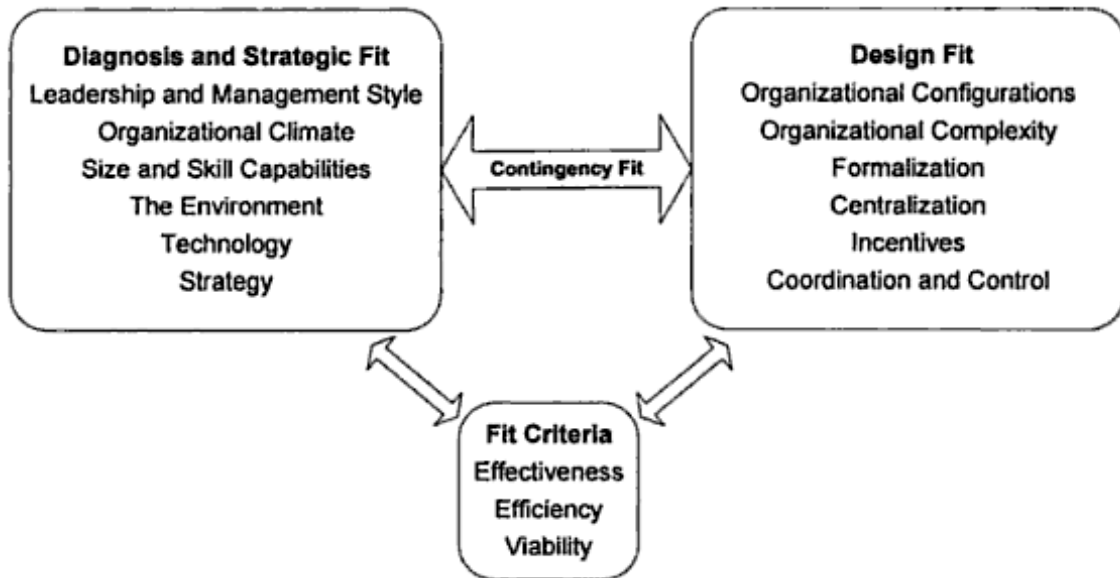 Diagnosis and Strategic Fit
Leadership and Management Style
Organizational Climate
Size and Skill Capabilities
The Environment
Technology
Strategy
Contingency Fit
Design Fit
Organizational Configurations
Organizational Complexity
Formalization
Centralization
Incentives
Coordination and Control
Fit Criteria
Effectiveness
Efficiency
Viability